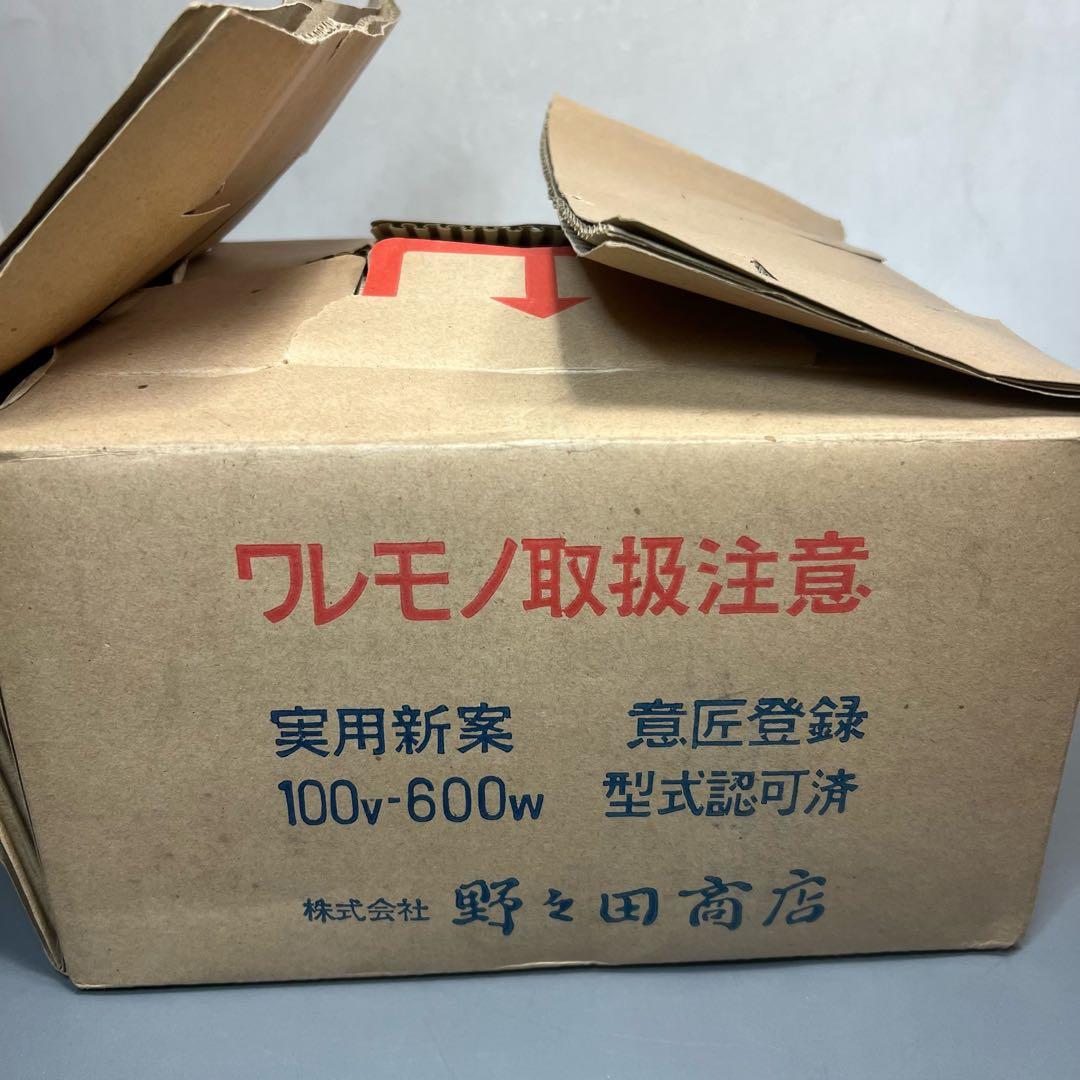 ワレモノ取扱注意
実用新案 意匠登録
100v-600w 型式認可済
株式会社 野々田商店